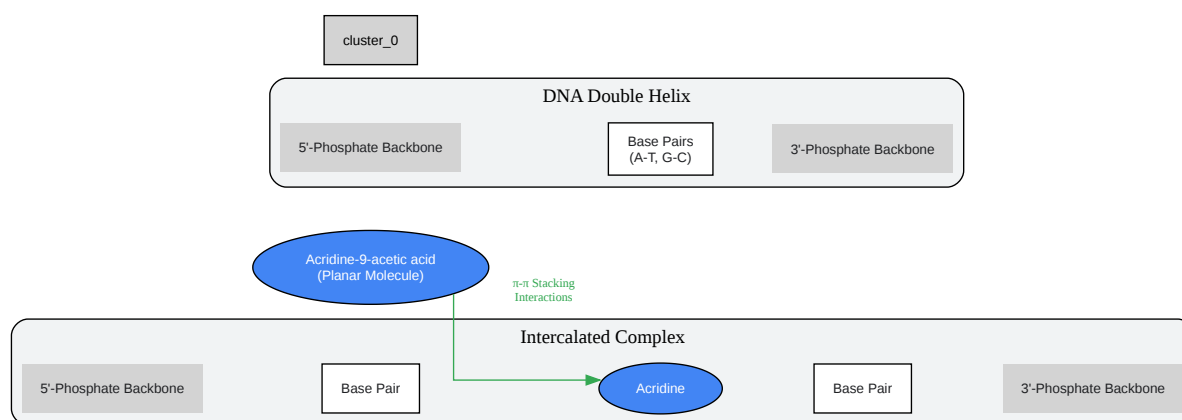 cluster_0
DNA Double Helix
5'-Phosphate Backbone
Base Pairs
(A-T, G-C)
3'-Phosphate Backbone
Acridine-9-acetic acid
(Planar Molecule)
π-π Stacking
Interactions
Intercalated Complex
5'-Phosphate Backbone
Base Pair
Acridine
Base Pair
3'-Phosphate Backbone